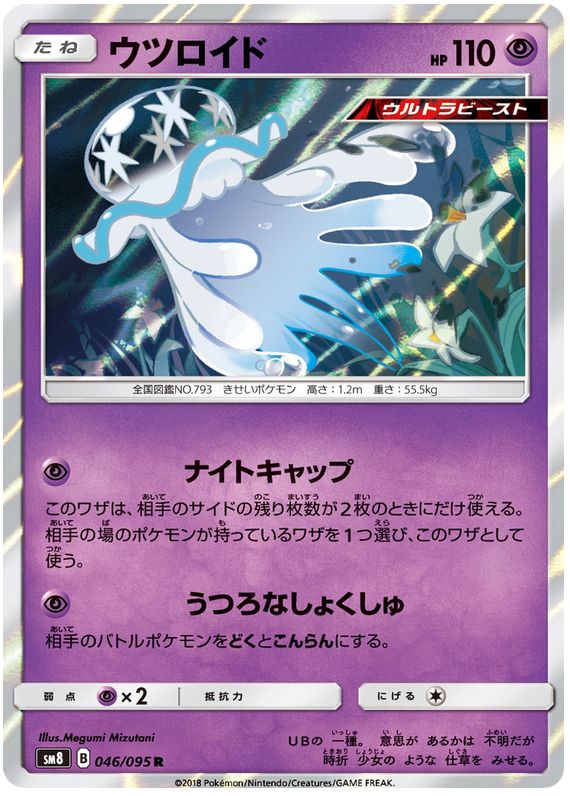 たね ウツロイド HP 110
ウルトラビースト
全国図鑑NO.793 きせいポケモン 高さ：1.2m 重さ：55.5kg
ナイトキャップ
このワザは、相手のサイドの残り枚数が2枚のときにだけ使える。
相手の場のポケモンが持っているワザを1つ選び、このワザとして
使う。
うつろなしょくしゅ
相手のバトルポケモンをどくとこんらんにする。
弱点 ×2 抵抗力 にげる
Illus.Megumi Mizutani
SM8 B 046/095 R
UBの 一種。 意思が あるかは 不明だが
時折 少女の ような 仕草を みせる。
©2018 Pokémon/Nintendo/Creatures/GAME FREAK.